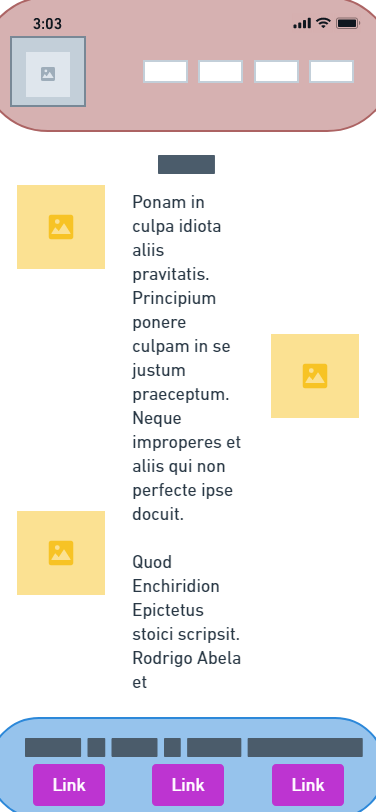 3:03
Ponam in
culpa idiota
aliis
pravitatis.
Principium
ponere
culpam in se
justum
praeceptum.
Neque
improperes et
aliis qui non
perfecte ipse
docuit.
Quod
Enchiridion
Epictetus
stoici scripsit.
Rodrigo Abela
et
Link Link Link